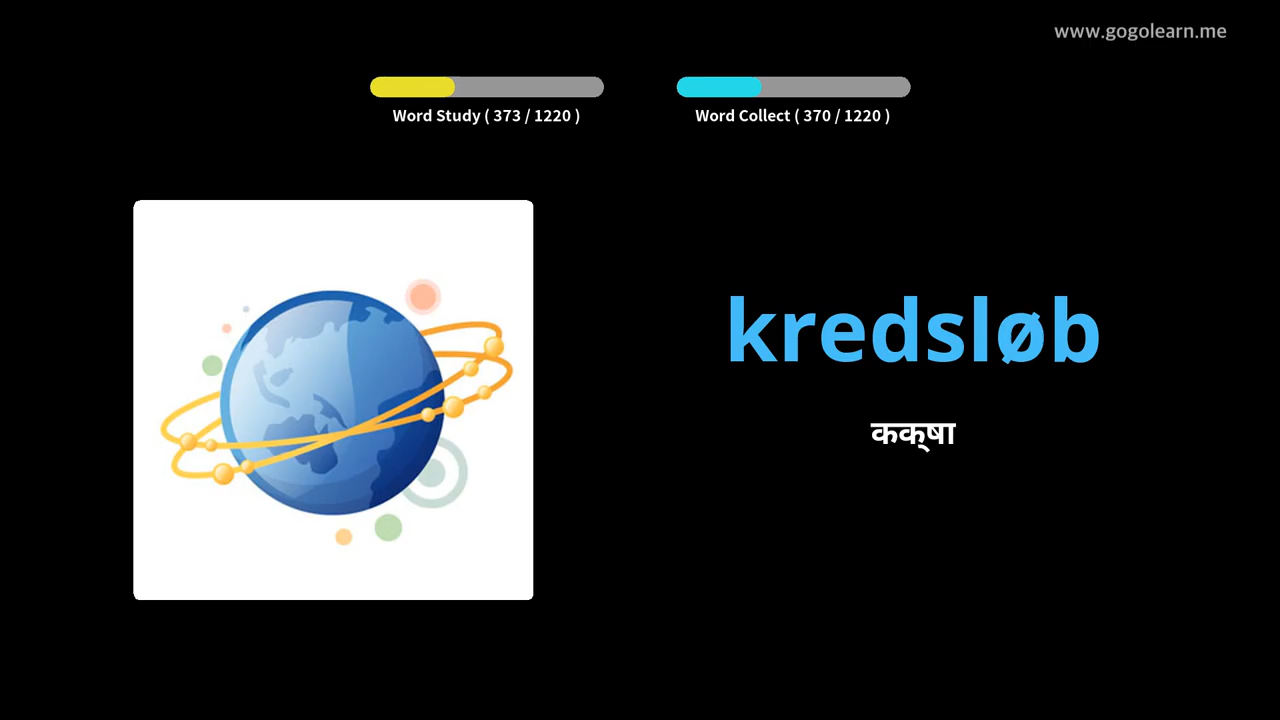 www.gogolearn.me
Word Study ( 373 / 1220 )
Word Collect ( 370 / 1220 )
kredsløb
कक्षा